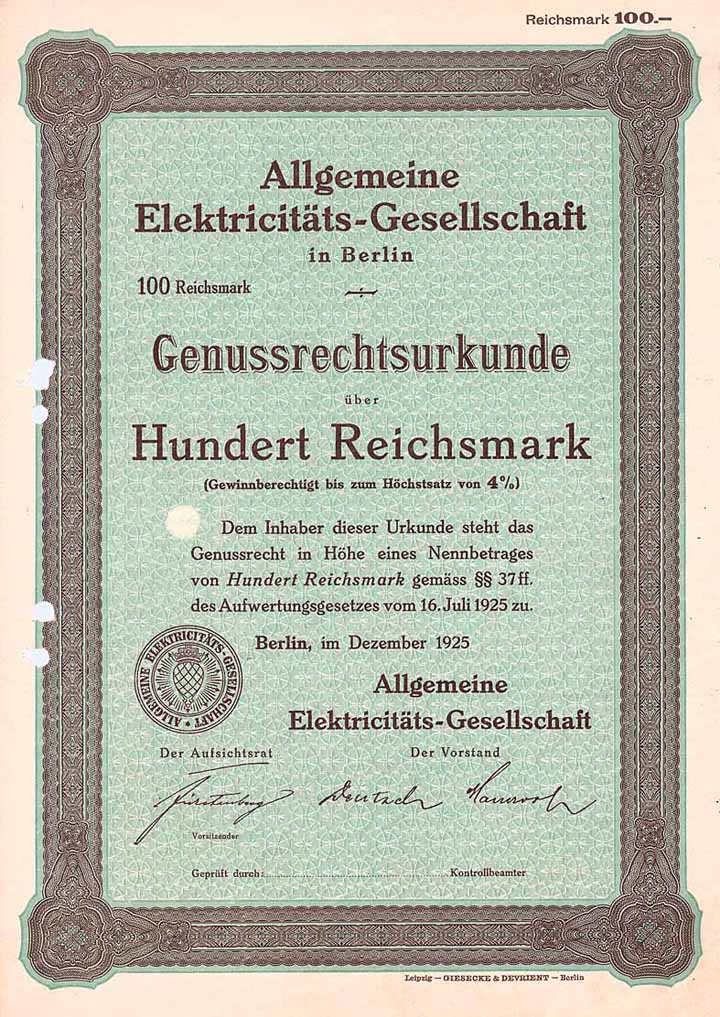 Reichsmark 100.—
Allgemeine
Elektricitäts-Gesellschaft
in Berlin
100 Reichsmark
Genussrechtsurkunde
über
Hundert Reichsmark
(Gewinnberechtigt bis zum Höchstsatz von 4%)
Dem Inhaber dieser Urkunde steht das
Genussrecht in Höhe eines Nennbetrages
von Hundert Reichsmark gemäss §§ 37 ff.
des Aufwertungsgesetzes vom 16. Juli 1925 zu.
Berlin, im Dezember 1925
ALLGEMEINE ELEKTRICITÄTS-GESELLSCHAFT
Allgemeine
Elektricitäts-Gesellschaft
Der Aufsichtsrat Der Vorstand
Fürstenberg Deutsch Hamspohn
Vorsitzender
Geprüft durch: Kontrollbeamter
Leipzig — GIESECKE & DEVRIENT — Berlin